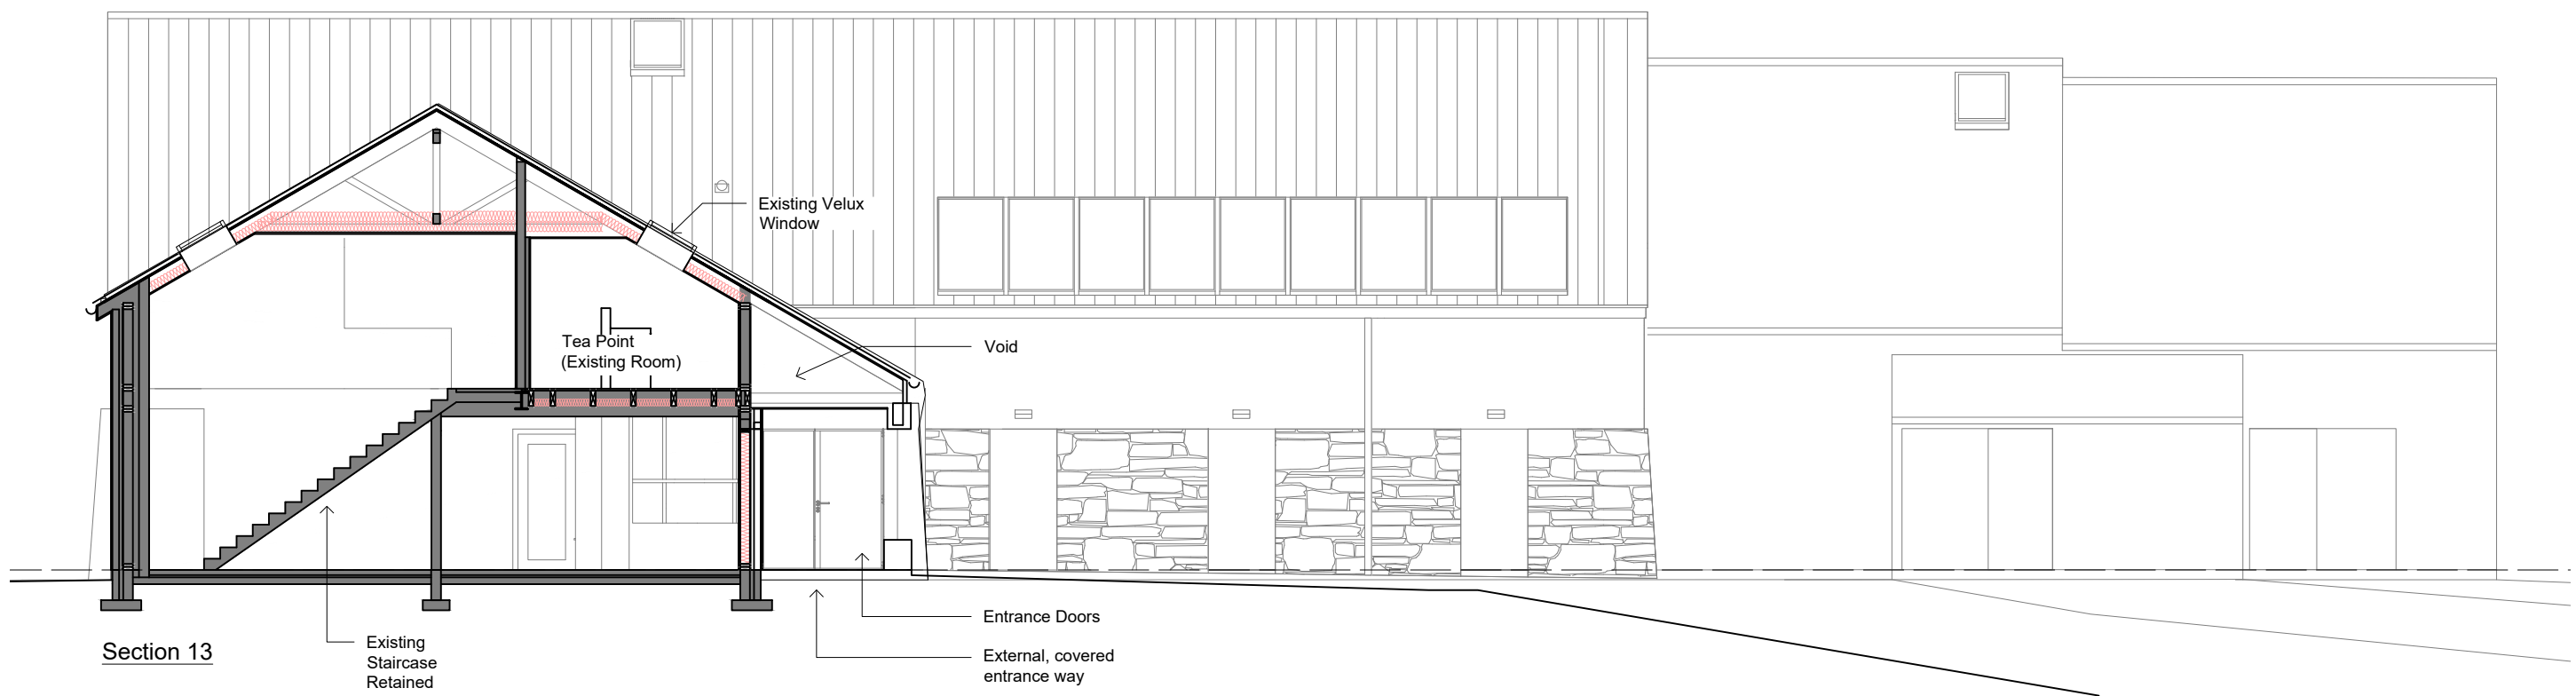 Existing Velux
Window
Tea Point
(Existing Room)
Void
Entrance Doors
External, covered
entrance way
Existing
Staircase
Retained
Section 13